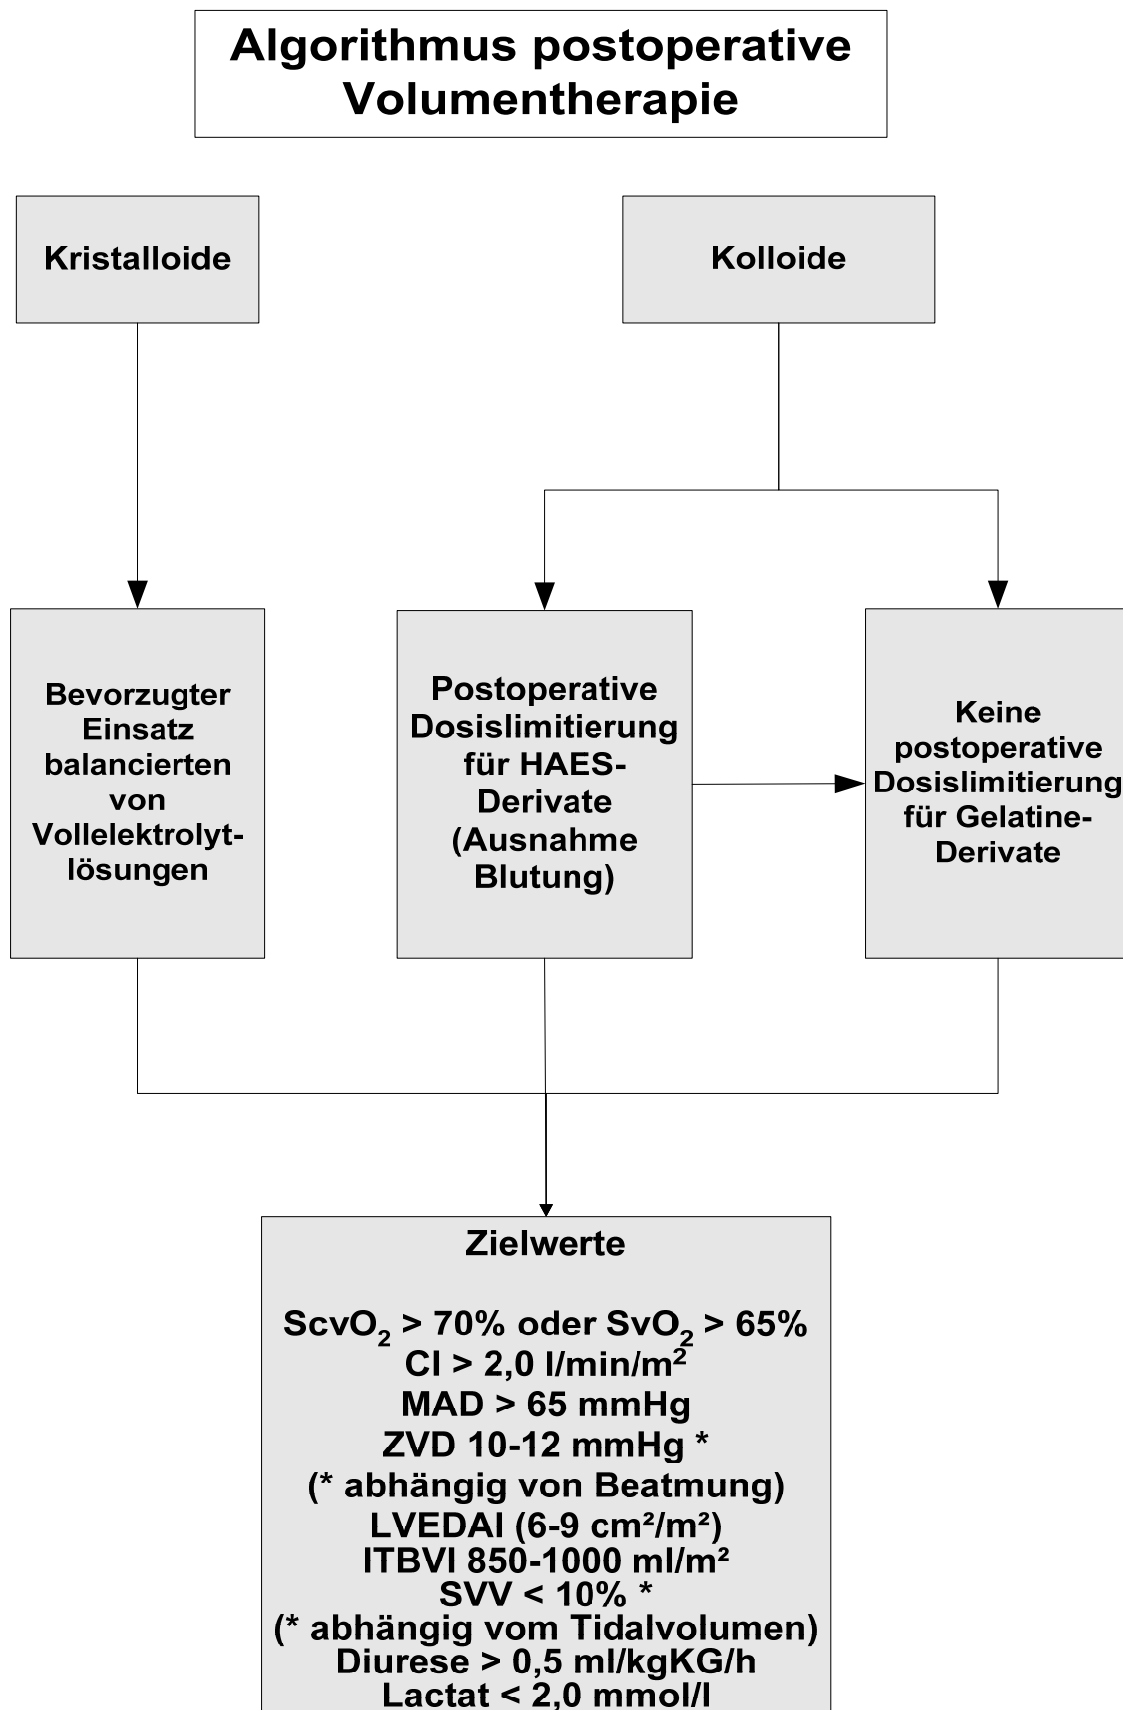 Algorithmus postoperative
Volumentherapie
Kristalloide
Kolloide
Bevorzugter
Einsatz
balancierten
von
Vollelektrolyt-
lösungen
Postoperative
Dosislimitierung
für HAES-
Derivate
(Ausnahme
Blutung)
Keine
postoperative
Dosislimitierung
für Gelatine-
Derivate
Zielwerte
ScvO₂ > 70% oder SvO₂ > 65%
CI > 2,0 l/min/m²
MAD > 65 mmHg
ZVD 10-12 mmHg *
(* abhängig von Beatmung)
LVEDAI (6-9 cm²/m²)
ITBVI 850-1000 ml/m²
SVV < 10% *
(* abhängig vom Tidalvolumen)
Diurese > 0,5 ml/kgKG/h
Lactat < 2,0 mmol/l